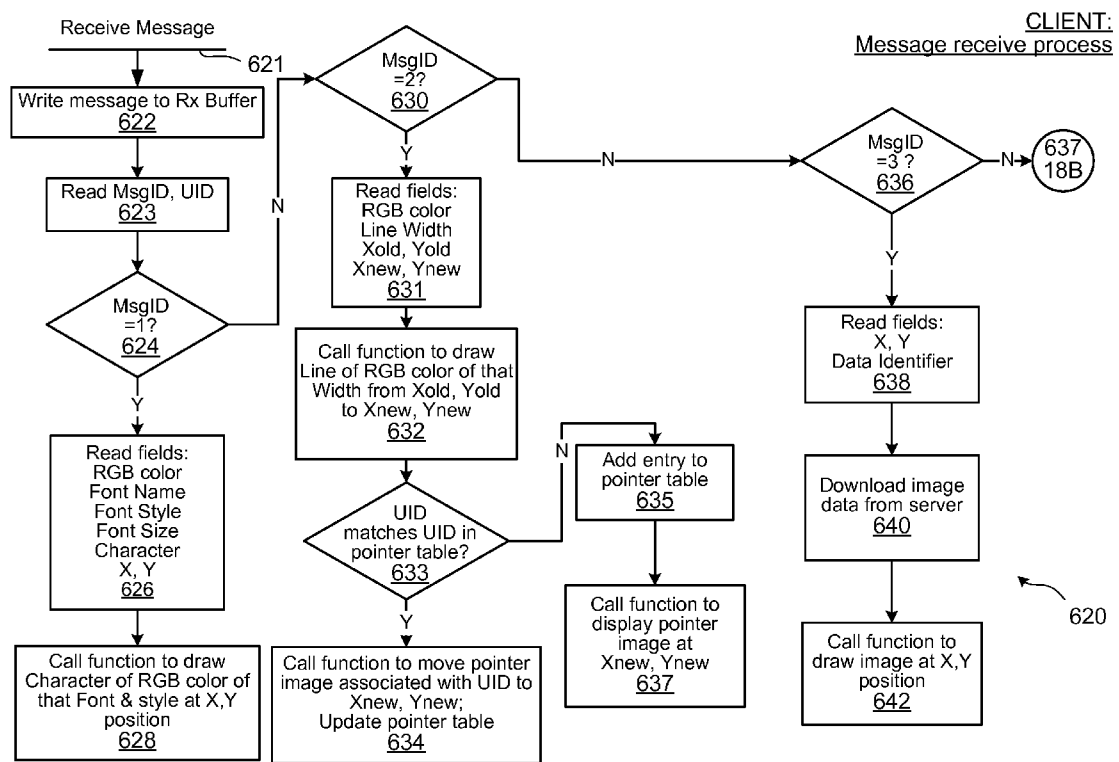 CLIENT:
Message receive process
Receive Message
621
Write message to Rx Buffer
622
Read MsgID, UID
623
MsgID
=1?
624
N
Y
Read fields:
RGB color
Font Name
Font Style
Font Size
Character
X, Y
626
Call function to draw
Character of RGB color of
that Font & style at X,Y
position
628
MsgID
=2?
630
N
Y
Read fields:
RGB color
Line Width
Xold, Yold
Xnew, Ynew
631
Call function to draw
Line of RGB color of that
Width from Xold, Yold
to Xnew, Ynew
632
UID
matches UID in
pointer table?
633
N
Y
Call function to move pointer
image associated with UID to
Xnew, Ynew;
Update pointer table
634
Add entry to
pointer table
635
Call function to
display pointer
image at
Xnew, Ynew
637
MsgID
=3 ?
636
N
637
18B
Y
Read fields:
X, Y
Data Identifier
638
Download image
data from server
640
Call function to
draw image at X,Y
position
642
620